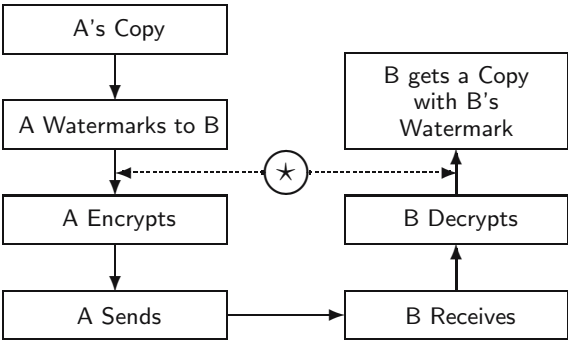 A's Copy
A Watermarks to B
A Encrypts
A Sends
B gets a Copy
with B's
Watermark
B Decrypts
B Receives